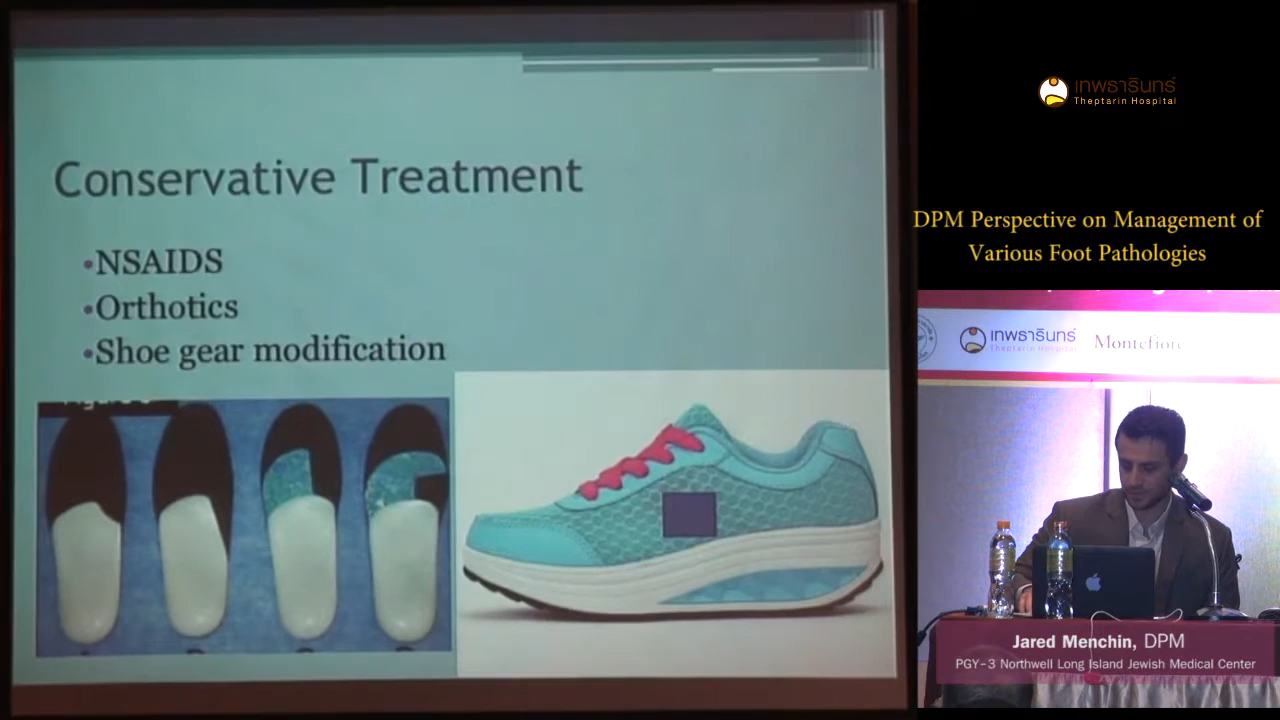 Conservative Treatment
•NSAIDS
•Orthotics
•Shoe gear modification
เทพธารินทร์
Theptarin Hospital
DPM Perspective on Management of
Various Foot Pathologies
เทพธารินทร์
Theptarin Hospital
Montefiore
Jared Menchin, DPM
PGY-3 Northwell Long Island Jewish Medical Center